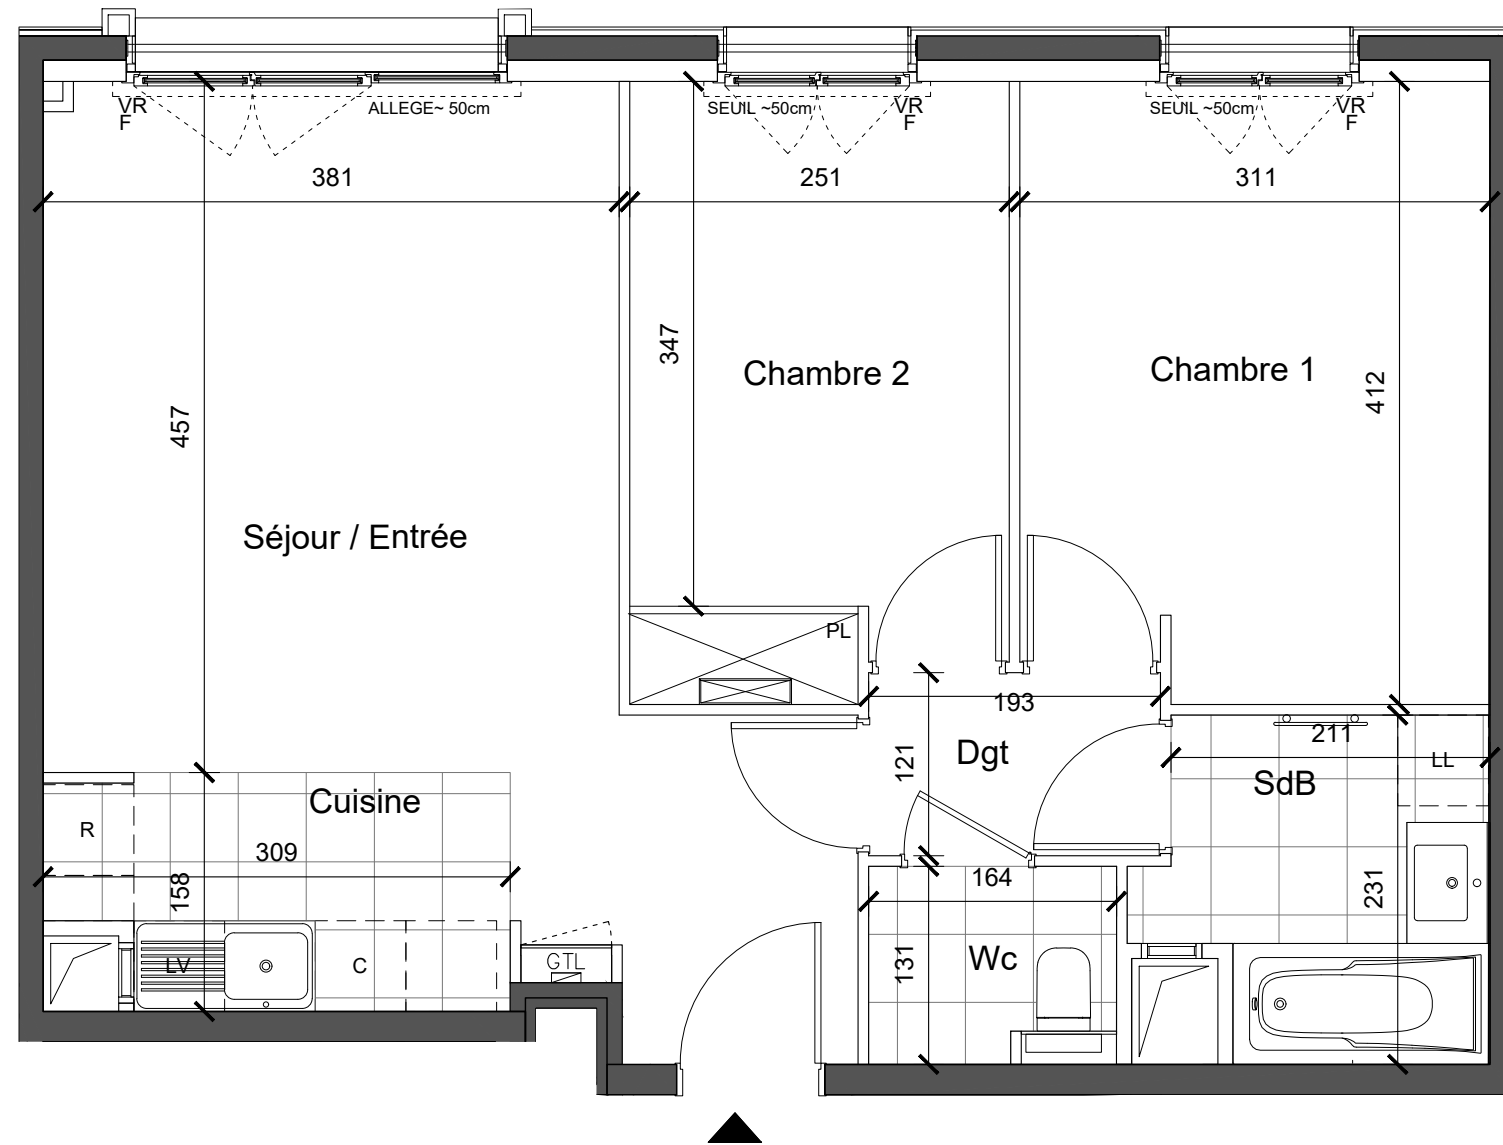 VR
F
ALLEGE~ 50cm
SEUIL ~50cm
VR
F
SEUIL ~50cm
VR
F
381
251
311
347
457
412
Chambre 2
Chambre 1
Séjour / Entrée
PL
193
121
Dgt
211
LL
SdB
Cuisine
R
309
158
164
231
LV
C
GTL
131
Wc